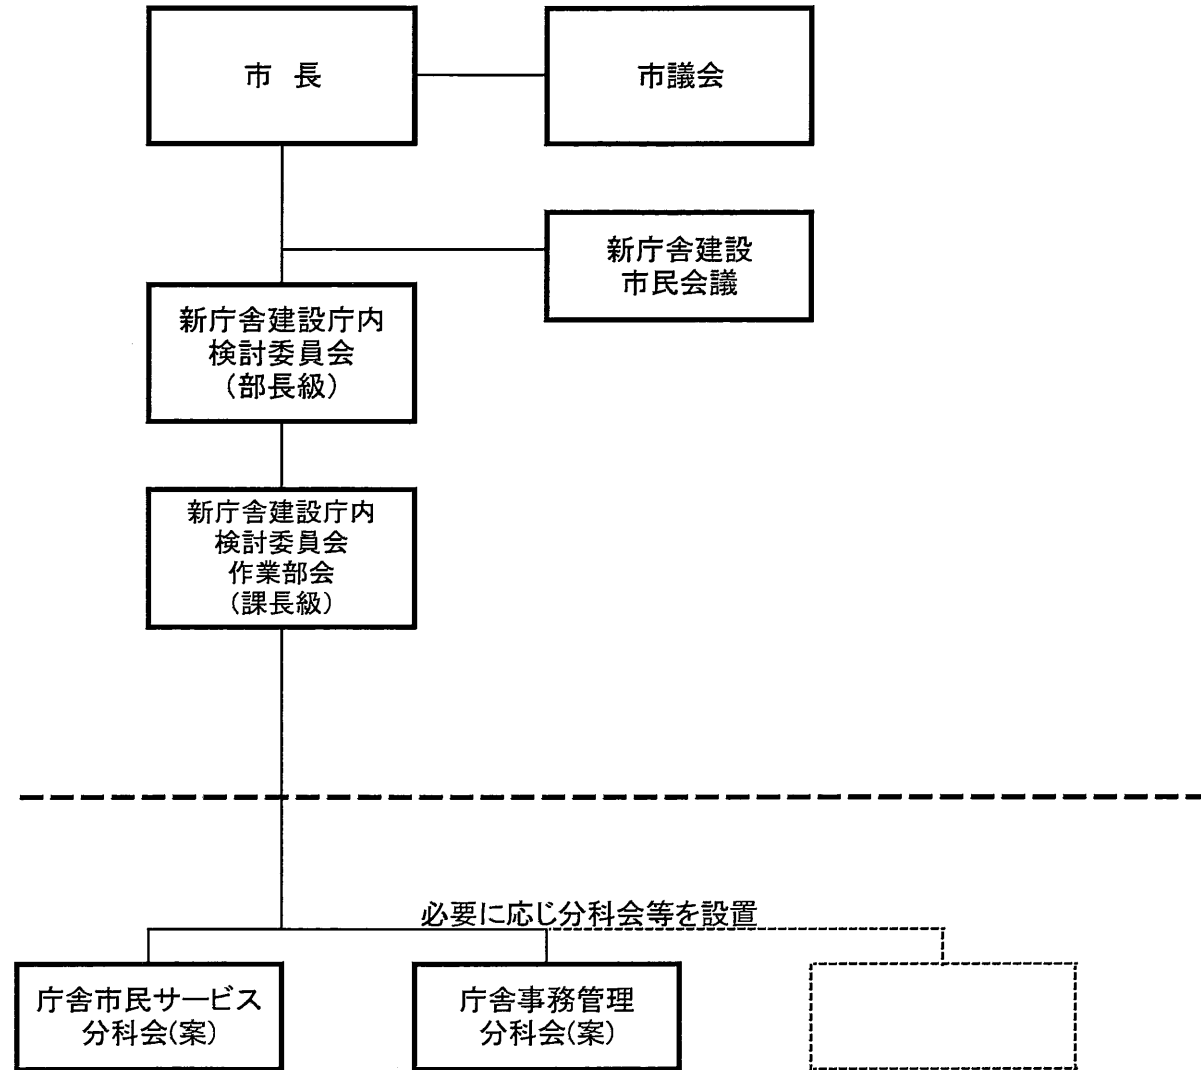 市 長
市議会
新庁舎建設
市民会議
新庁舎建設庁内
検討委員会
(部長級)
新庁舎建設庁内
検討委員会
作業部会
(課長級)
必要に応じ分科会等を設置
庁舎市民サービス
分科会(案)
庁舎事務管理
分科会(案)